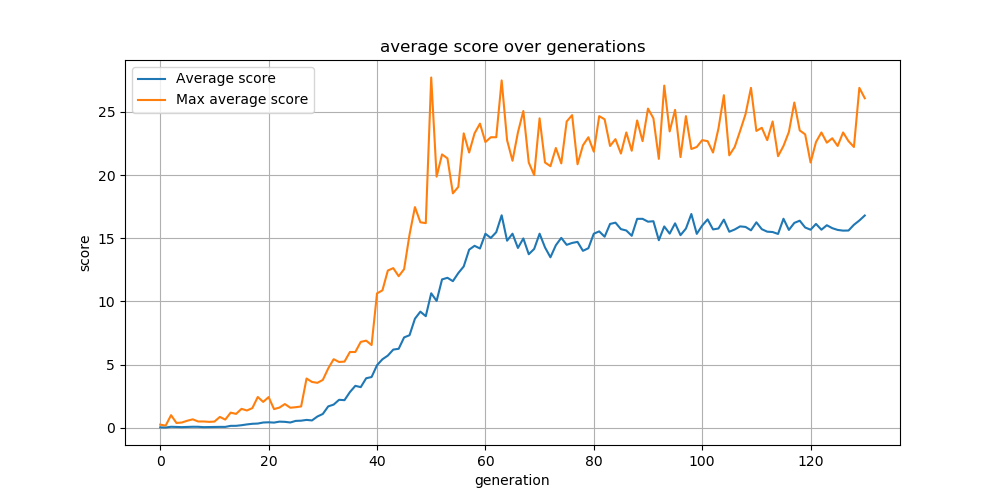 average score over generations
Average score
Max average score
25
20
15
10
5
0
score
0 20 40 60 80 100 120
generation